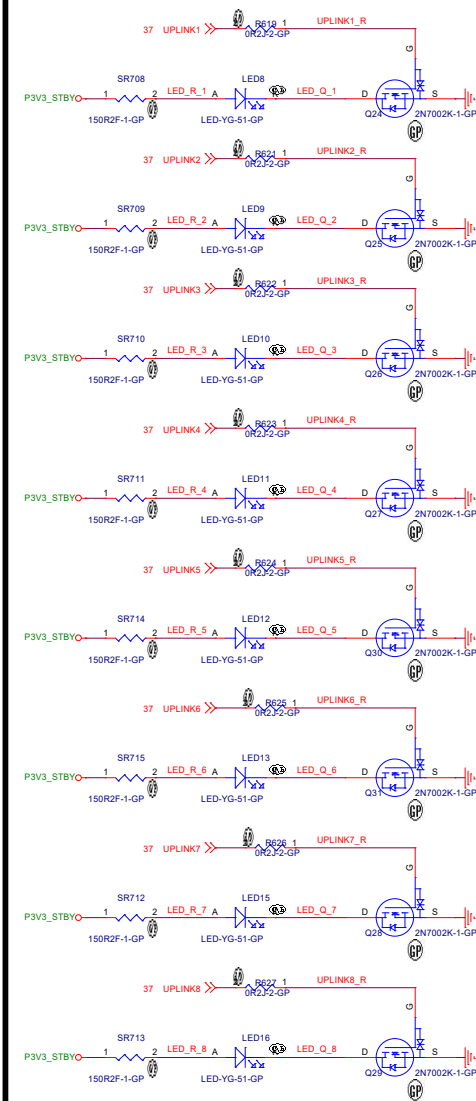 37 UPLINK1 R619 1 UPLINK1_R
0R2J-2-GP
G
SR708 LED8
P3V3_STBY 1 2 LED_R_1 A LED_Q_1 D S
150R2F-1-GP LED-YG-51-GP Q24 2N7002K-1-GP
GP
37 UPLINK2 R621 1 UPLINK2_R
0R2J-2-GP
G
SR709 LED9
P3V3_STBY 1 2 LED_R_2 A LED_Q_2 D S
150R2F-1-GP LED-YG-51-GP Q25 2N7002K-1-GP
GP
37 UPLINK3 R622 1 UPLINK3_R
0R2J-2-GP
G
SR710 LED10
P3V3_STBY 1 2 LED_R_3 A LED_Q_3 D S
150R2F-1-GP LED-YG-51-GP Q26 2N7002K-1-GP
GP
37 UPLINK4 R623 1 UPLINK4_R
0R2J-2-GP
G
SR711 LED11
P3V3_STBY 1 2 LED_R_4 A LED_Q_4 D S
150R2F-1-GP LED-YG-51-GP Q27 2N7002K-1-GP
GP
37 UPLINK5 R624 1 UPLINK5_R
0R2J-2-GP
G
SR714 LED12
P3V3_STBY 1 2 LED_R_5 A LED_Q_5 D S
150R2F-1-GP LED-YG-51-GP Q30 2N7002K-1-GP
GP
37 UPLINK6 R625 1 UPLINK6_R
0R2J-2-GP
G
SR715 LED13
P3V3_STBY 1 2 LED_R_6 A LED_Q_6 D S
150R2F-1-GP LED-YG-51-GP Q31 2N7002K-1-GP
GP
37 UPLINK7 R626 1 UPLINK7_R
0R2J-2-GP
G
SR712 LED15
P3V3_STBY 1 2 LED_R_7 A LED_Q_7 D S
150R2F-1-GP LED-YG-51-GP Q28 2N7002K-1-GP
GP
37 UPLINK8 R627 1 UPLINK8_R
0R2J-2-GP
G
SR713 LED16
P3V3_STBY 1 2 LED_R_8 A LED_Q_8 D S
150R2F-1-GP LED-YG-51-GP Q29 2N7002K-1-GP
GP